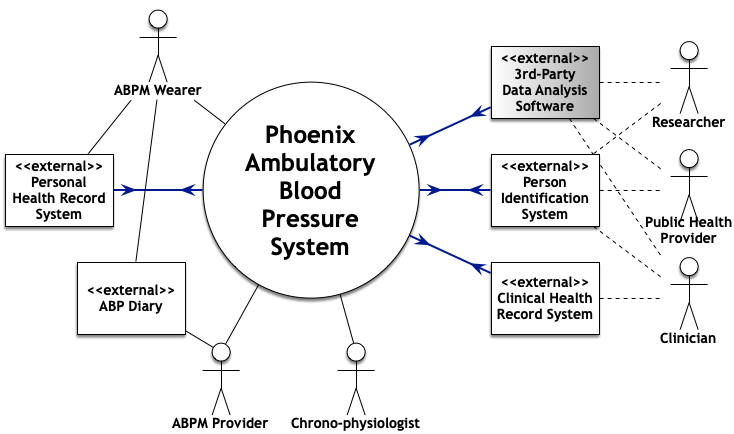 ABPM Wearer
<<external>>
Personal
Health Record
System
<<external>>
ABP Diary
Phoenix
Ambulatory
Blood
Pressure
System
ABPM Provider
Chrono-physiologist
<<external>>
3rd-Party
Data Analysis
Software
<<external>>
Person
Identification
System
<<external>>
Clinical Health
Record System
Researcher
Public Health
Provider
Clinician